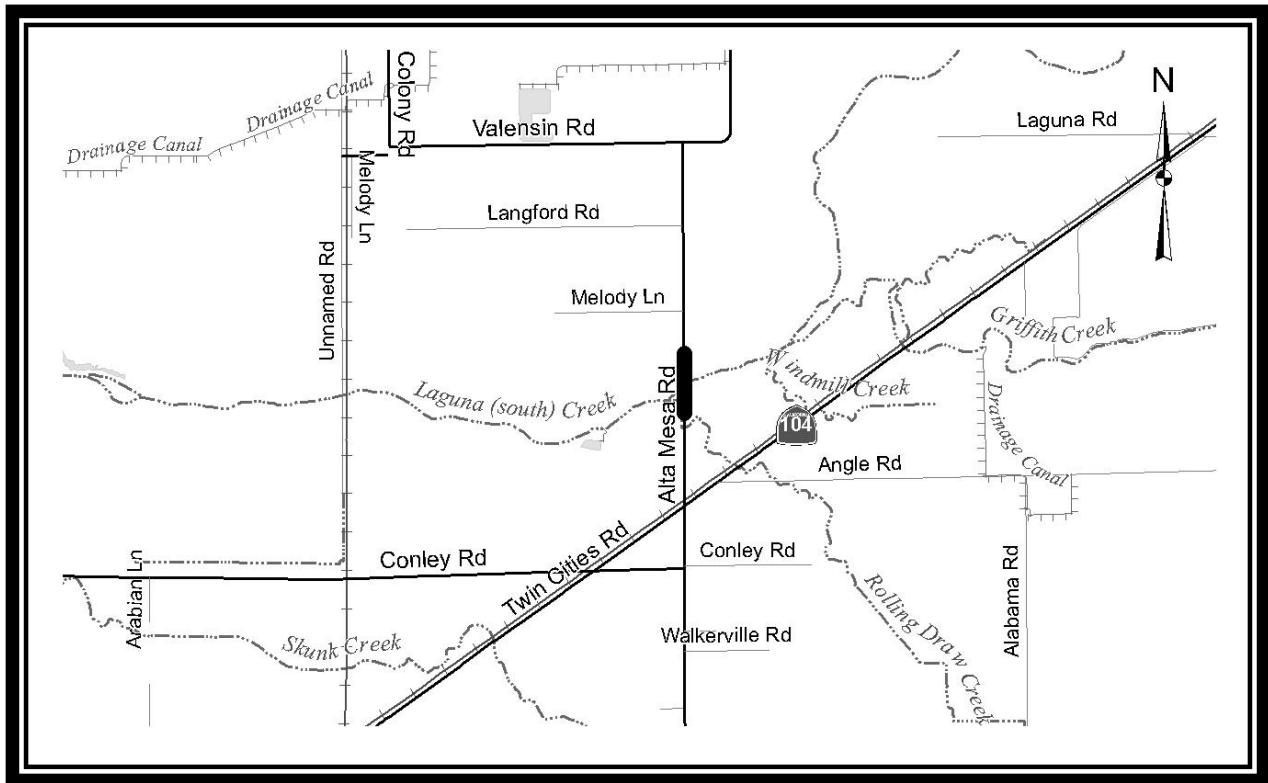 Colony Rd
Drainage Canal
Drainage Canal
Valensin Rd
N
Laguna Rd
Melody Ln
Langford Rd
Unnamed Rd
Melody Ln
Griffith Creek
Windmill Creek
Laguna (south) Creek
Alta Mesa Rd
104
Drainage Canal
Angle Rd
Twin Cities Rd
Conley Rd
Conley Rd
Arabian Ln
Rolling Draw Creek
Alabama Rd
Skunk Creek
Walkerville Rd